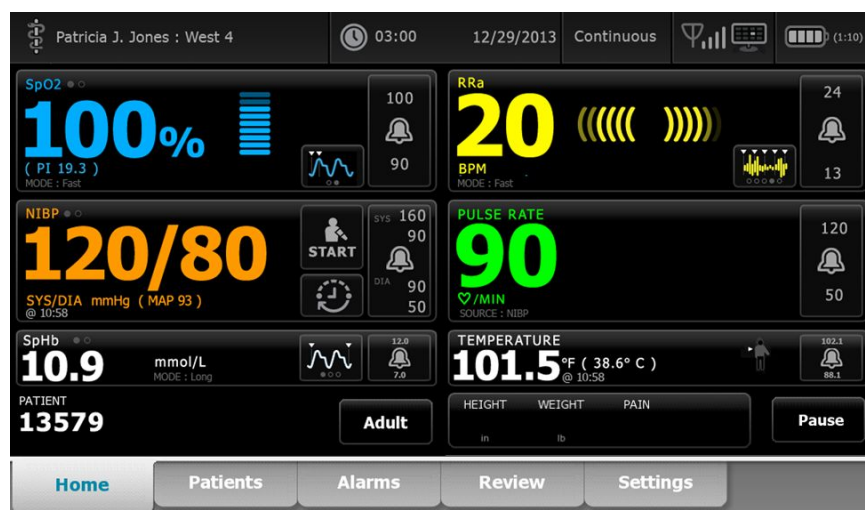 Patricia J. Jones : West 4
03:00
12/29/2013
Continuous
(1:10)
SpO2
100%
( PI 19.3 )
MODE : Fast
100
90
RRa
20
BPM
MODE : Fast
24
13
NIBP
120/80
SYS/DIA mmHg ( MAP 93 )
@ 10:58
START
SYS 160
90
DIA 90
50
PULSE RATE
90
/MIN
SOURCE : NIBP
120
50
SpHb
10.9 mmol/L
MODE : Long
12.0
7.0
TEMPERATURE
101.5 °F ( 38.6° C )
@ 10:58
102.1
88.1
PATIENT
13579
Adult
HEIGHT WEIGHT PAIN
in lb
Pause
Home Patients Alarms Review Settings